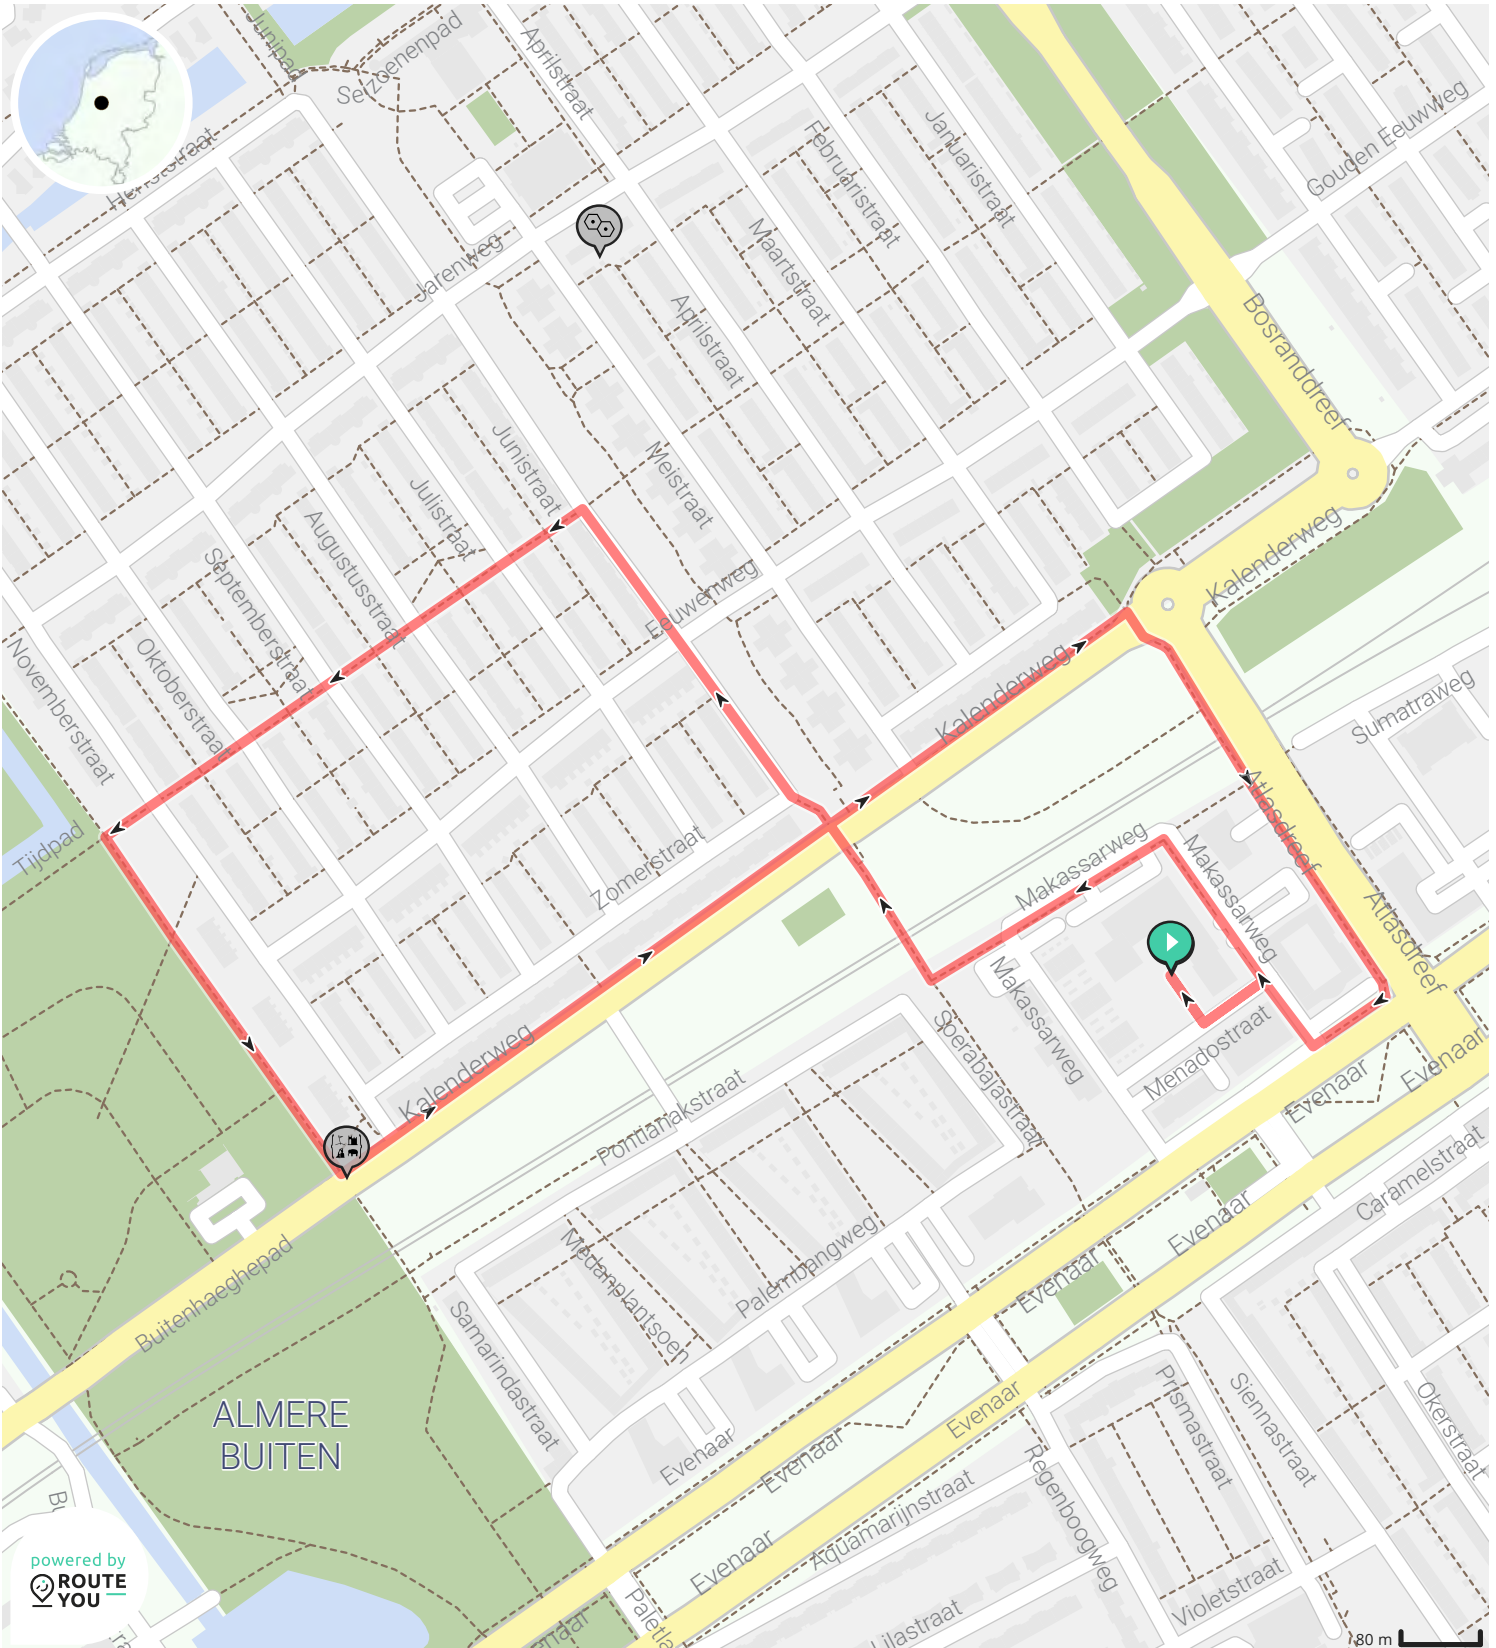 Junipad
Seizoenenpad
Aprilstraat
Herfststraat
Februaristraat
Januaristraat
Gouden Eeuwweg
Jarenweg
Maartstraat
Aprilstraat
Bosranddreef
Junistraat
Meistraat
Julistraat
Augustusstraat
Septemberstraat
Oktoberstraat
Novemberstraat
Eeuwenweg
Kalenderweg
Kalenderweg
Sumatraweg
Tijdpad
Zomerstraat
Makassarweg
Makassarweg
Atlasdreef
Atlasdreef
Makassarweg
Menadostraat
Soerabajastraat
Kalenderweg
Pontianakstraat
Evenaar
Evenaar
Caramelstraat
Evenaar
Evenaar
Buitenhaeghepad
Medanplantsoen
Palembangweg
Samarindastraat
ALMERE
BUITEN
Evenaar
Evenaar
Evenaar
Prismastraat
Siennastraat
Okerstraat
Regenboogweg
Aquamarijnstraat
Evenaar
Violetstraat
Lilastraat
powered by
ROUTE
YOU
80 m